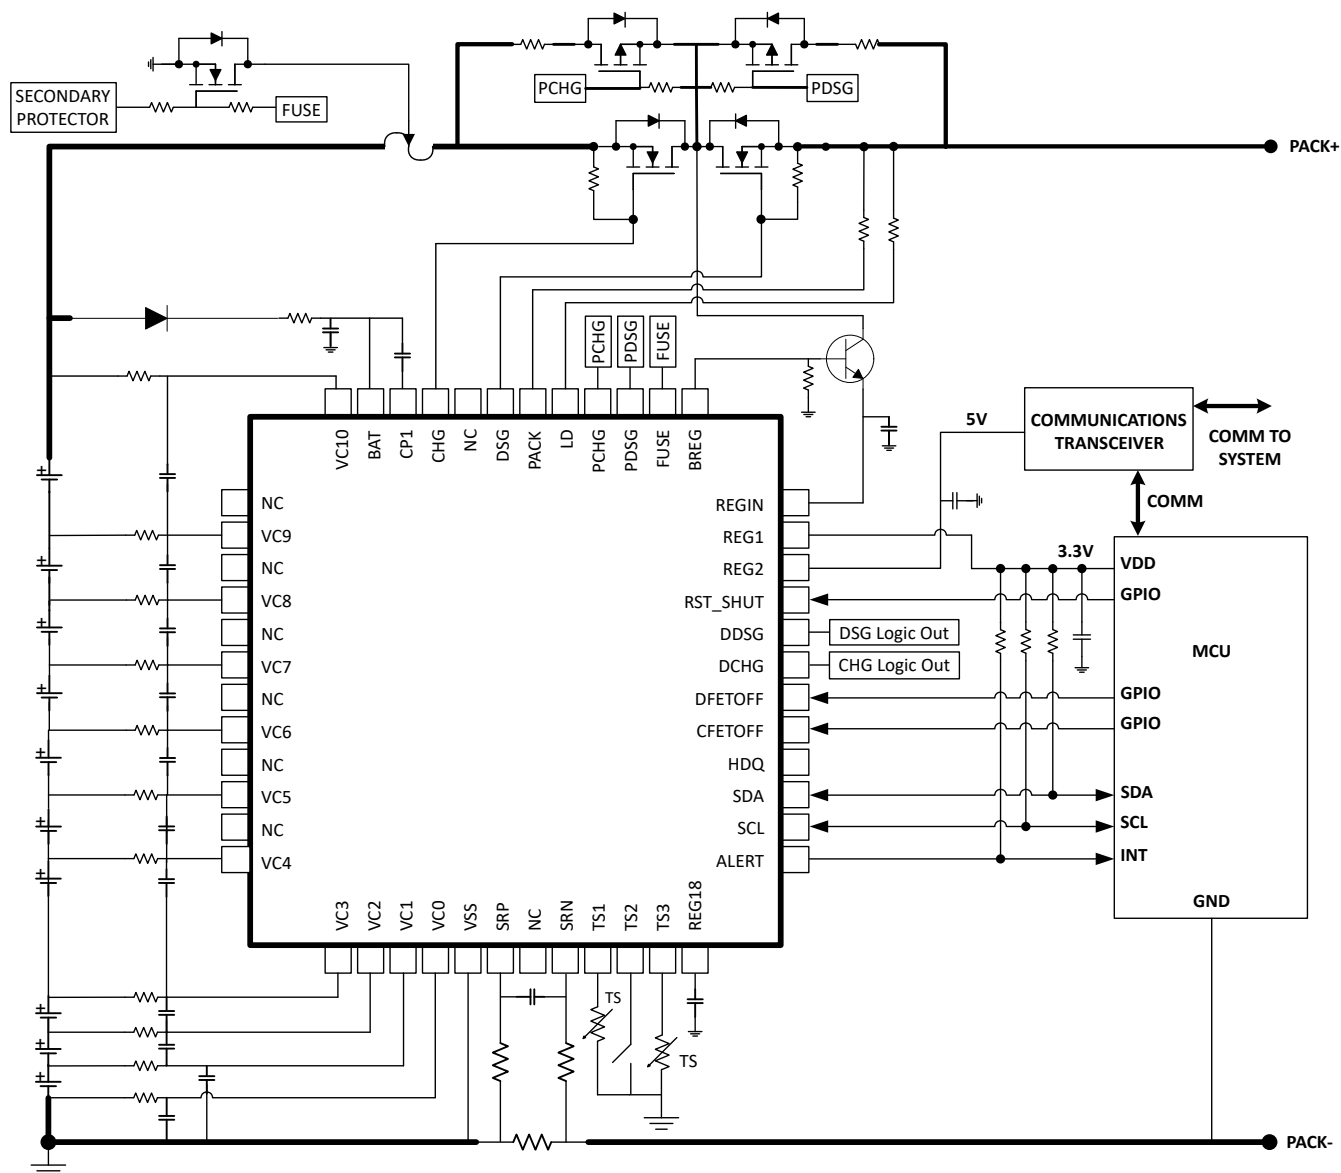 SECONDARY
PROTECTOR
FUSE
PCHG
PDSG
PACK+
PCHG
PDSG
FUSE
VC10
BAT
CP1
CHG
NC
DSG
PACK
LD
PCHG
PDSG
FUSE
BREG
5V
COMMUNICATIONS
TRANSCEIVER
COMM TO
SYSTEM
COMM
NC
VC9
NC
VC8
NC
VC7
NC
VC6
NC
VC5
NC
VC4
REGIN
REG1
REG2
RST_SHUT
DDSG
DCHG
DFETOFF
CFETOFF
HDQ
SDA
SCL
ALERT
DSG Logic Out
CHG Logic Out
3.3V
VDD
GPIO
MCU
GPIO
GPIO
SDA
SCL
INT
GND
VC3
VC2
VC1
VC0
VSS
SRP
NC
SRN
TS1
TS2
TS3
REG18
TS
TS
PACK-
+
+
+
+
+
+
+
+
+
+